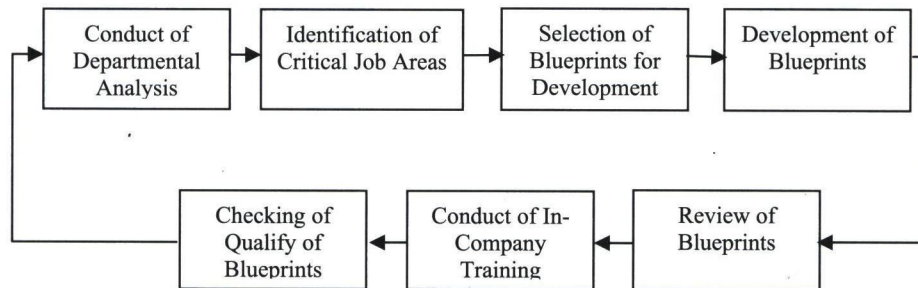 Conduct of
Departmental
Analysis
Identification of
Critical Job Areas
Selection of
Blueprints for
Development
Development of
Blueprints
Checking of
Qualify of
Blueprints
Conduct of In-
Company
Training
Review of
Blueprints